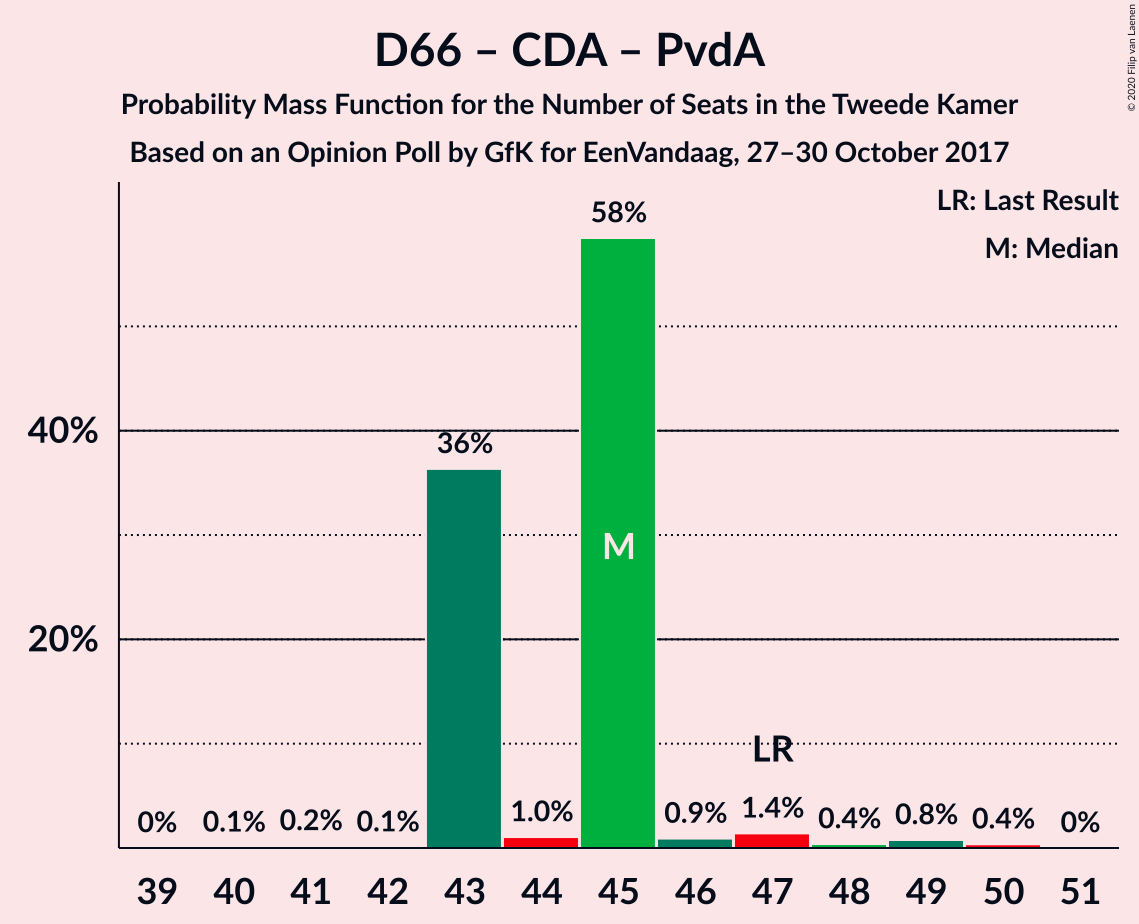 D66 – CDA – PvdA
Probability Mass Function for the Number of Seats in the Tweede Kamer
Based on an Opinion Poll by GfK for EenVandaag, 27–30 October 2017
© 2020 Filip van Laenen
LR: Last Result
M: Median
58%
40%
36%
M
20%
LR
0% 0.1% 0.2% 0.1% 1.0% 0.9% 1.4% 0.4% 0.8% 0.4% 0%
39 40 41 42 43 44 45 46 47 48 49 50 51